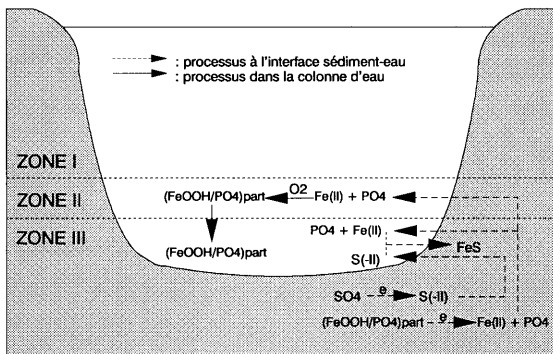 : processus à l'interface sédiment-eau
: processus dans la colonne d'eau
ZONE I
ZONE II
(FeOOH/PO4)part O2 Fe(II) + PO4
ZONE III
PO4 + Fe(II)
(FeOOH/PO4)part
FeS
S(-II)
SO4 e S(-II)
(FeOOH/PO4)part e Fe(II) + PO4